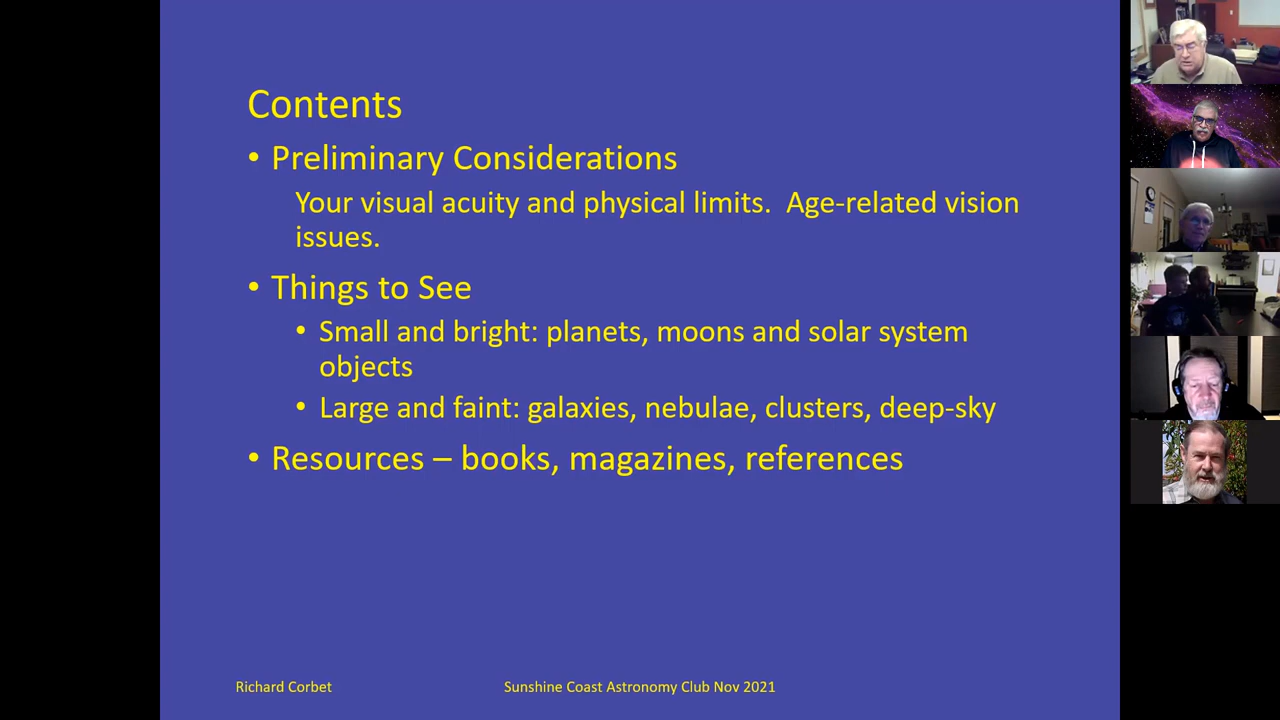 Contents
• Preliminary Considerations
Your visual acuity and physical limits.  Age-related vision
issues.
• Things to See
• Small and bright: planets, moons and solar system
objects
• Large and faint: galaxies, nebulae, clusters, deep-sky
• Resources – books, magazines, references
Richard Corbet
Sunshine Coast Astronomy Club Nov 2021